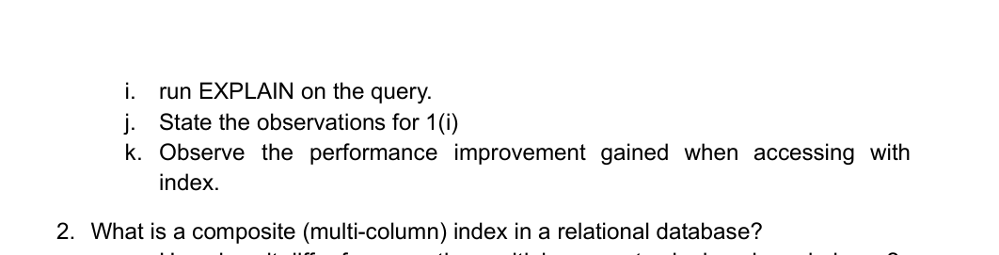 i. run EXPLAIN on the query.
j. State the observations for 1(i)
k. Observe the performance improvement gained when accessing with
index.
2. What is a composite (multi-column) index in a relational database?